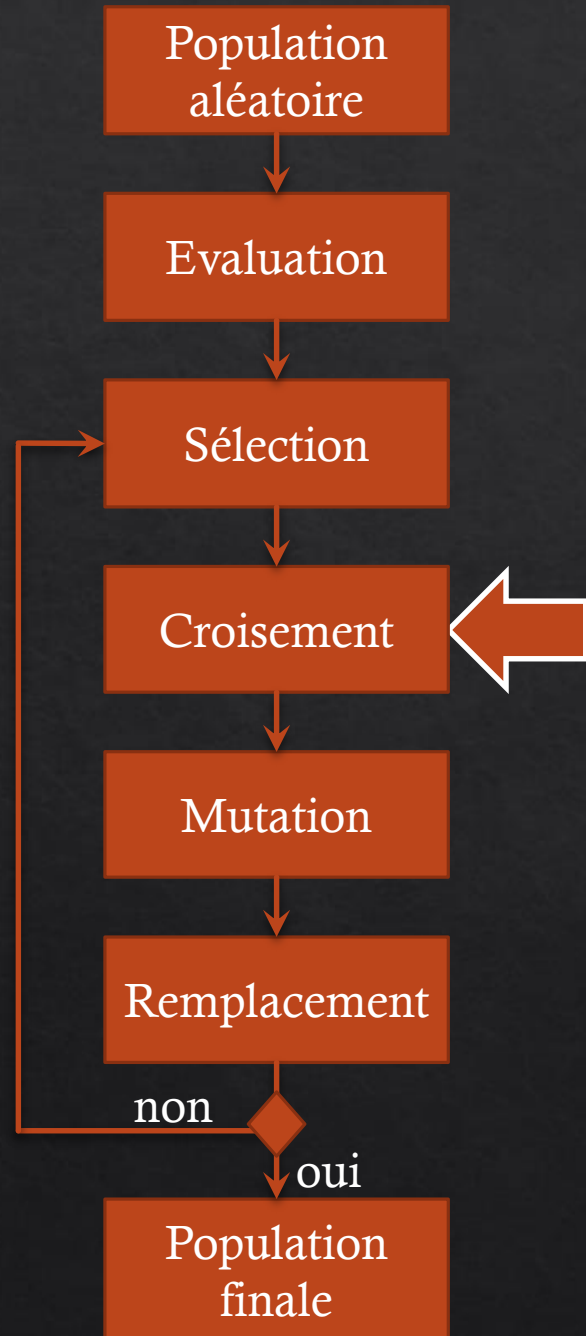 Population
aléatoire
Evaluation
Sélection
Croisement
Mutation
Remplacement
non
oui
Population
finale